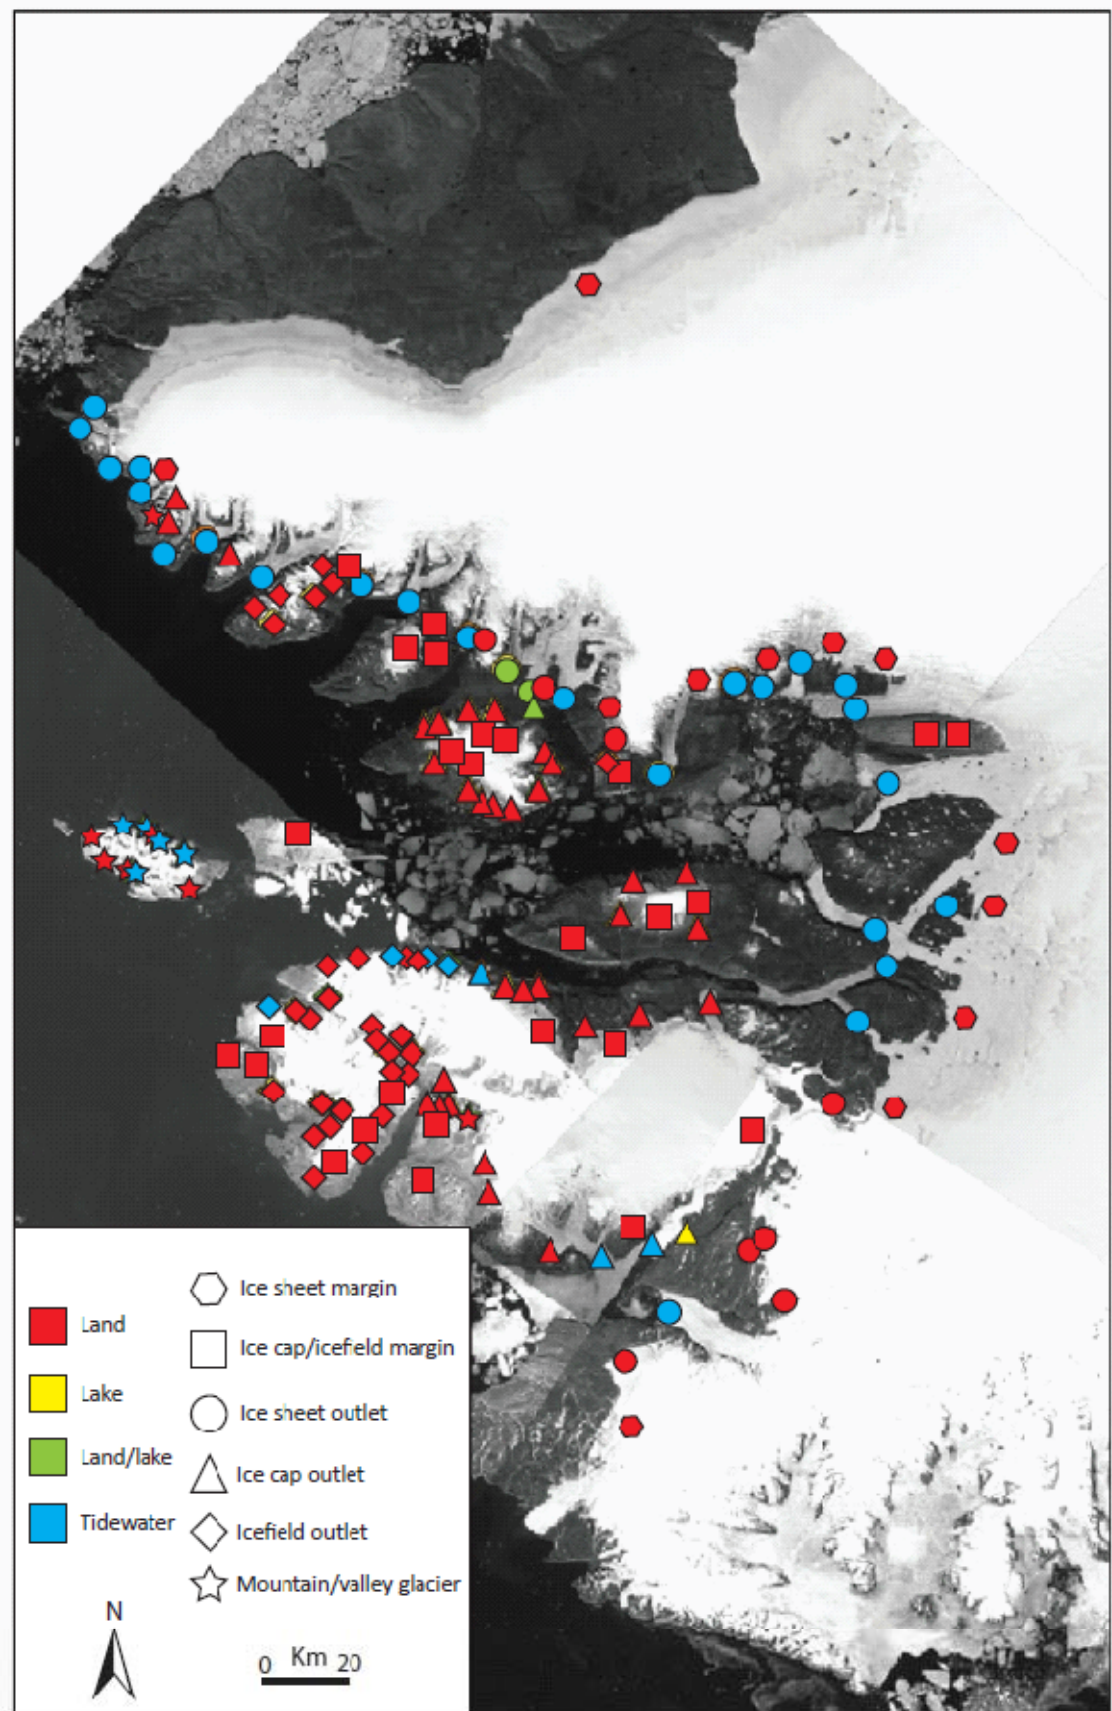 Land
Lake
Land/lake
Tidewater
Ice sheet margin
Ice cap/icefield margin
Ice sheet outlet
Ice cap outlet
Icefield outlet
Mountain/valley glacier
N
Km
0 20